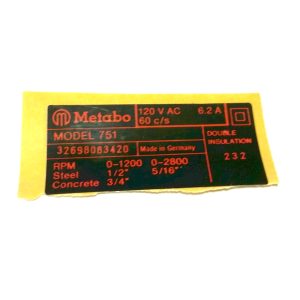 Metabo 120 V AC 6.2 A
60 c/s
MODEL 751 DOUBLE
INSULATION
32698083420 Made in Germany 232
RPM 0-1200 0-2800
Steel 1/2" 5/16"
Concrete 3/4"